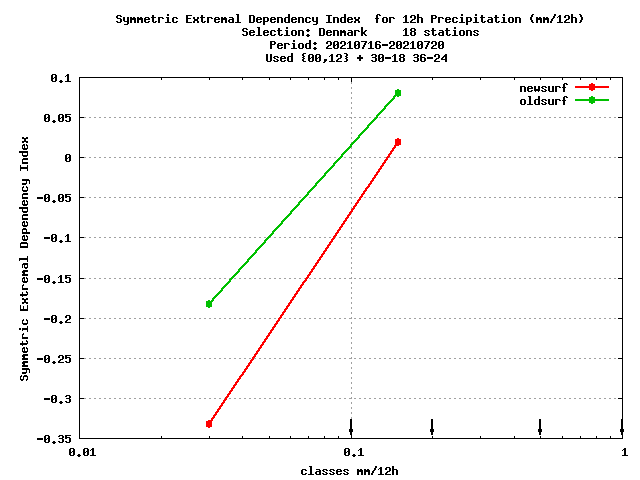 Symmetric Extremal Dependency Index  for 12h Precipitation (mm/12h)
Selection: Denmark     18 stations
Period: 20210716-20210720
Used {00,12} + 30-18 36-24
newsurf
oldsurf
0.1
0.05
0
-0.05
-0.1
-0.15
-0.2
-0.25
-0.3
-0.35
Symmetric Extremal Dependency Index
0.01 0.1 1
classes mm/12h